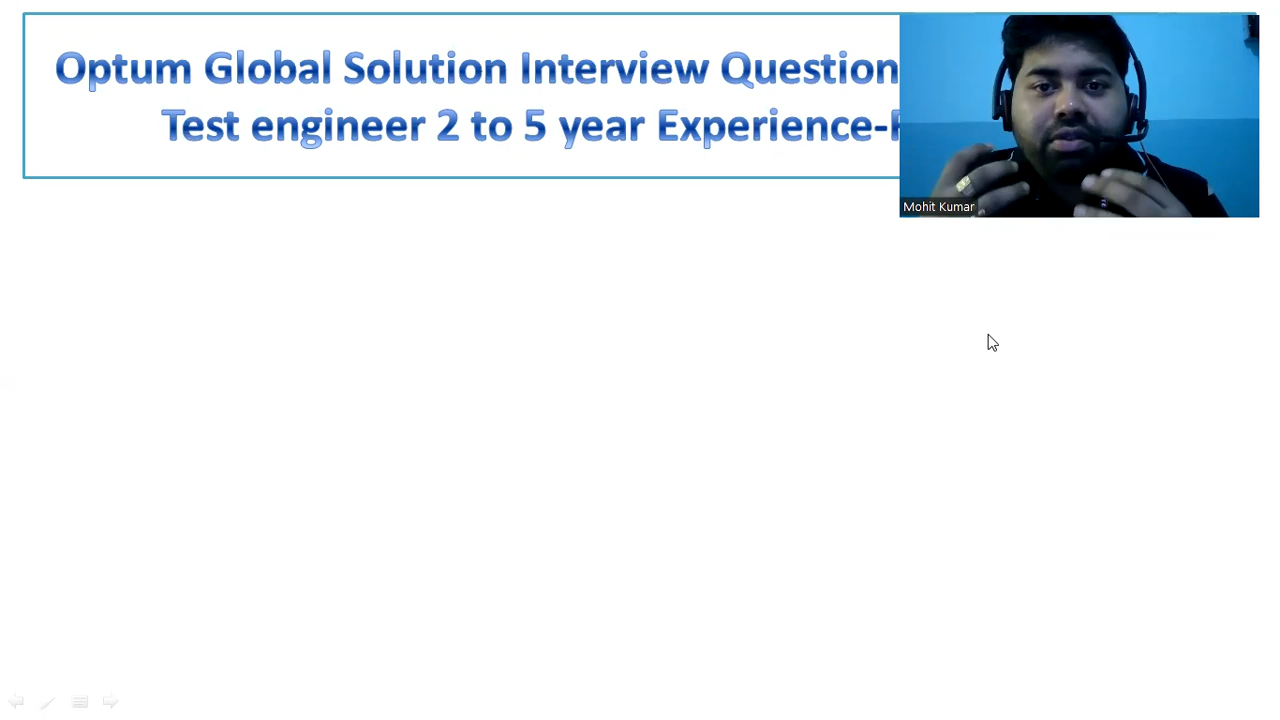 Optum Global Solution Interview Question
Test engineer 2 to 5 year Experience-
Mohit Kumar